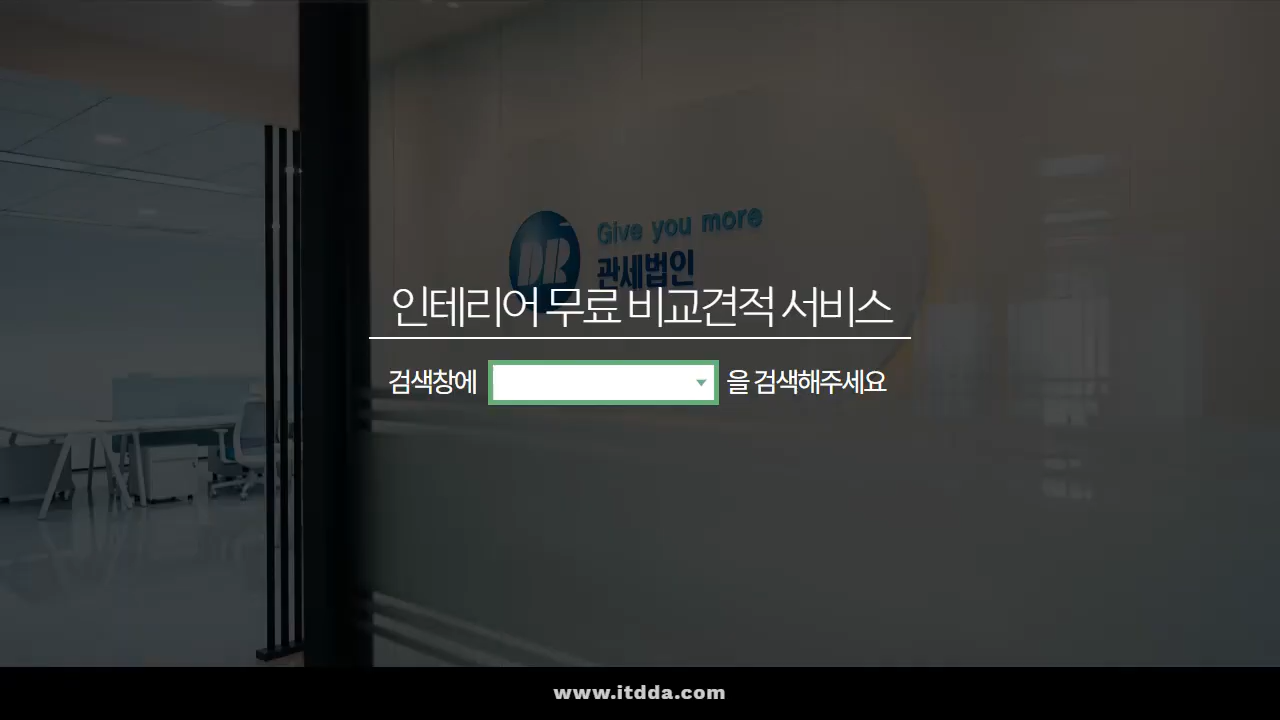 Give you more
DR
관세법인
인테리어 무료 비교견적 서비스
검색창에 을 검색해주세요
www.itdda.com